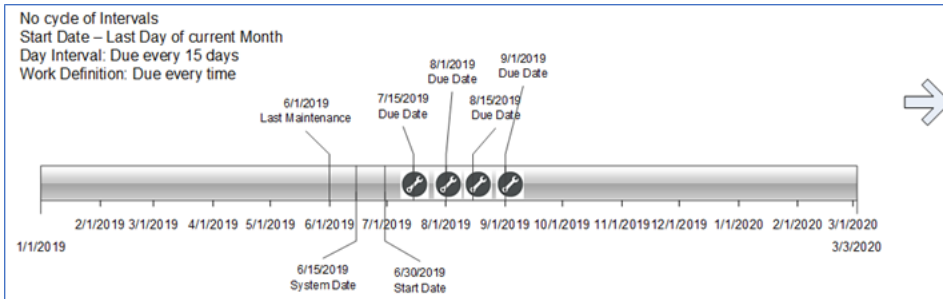 No cycle of Intervals
Start Date – Last Day of current Month
Day Interval: Due every 15 days
Work Definition: Due every time
6/1/2019
Last Maintenance
7/15/2019
Due Date
8/1/2019
Due Date
8/15/2019
Due Date
9/1/2019
Due Date
2/1/2019 3/1/2019 4/1/2019 5/1/2019 6/1/2019 7/1/2019 8/1/2019 9/1/2019 10/1/2019 11/1/2019 12/1/2019 1/1/2020 2/1/2020 3/1/2020
1/1/2019 3/3/2020
6/15/2019
System Date
6/30/2019
Start Date